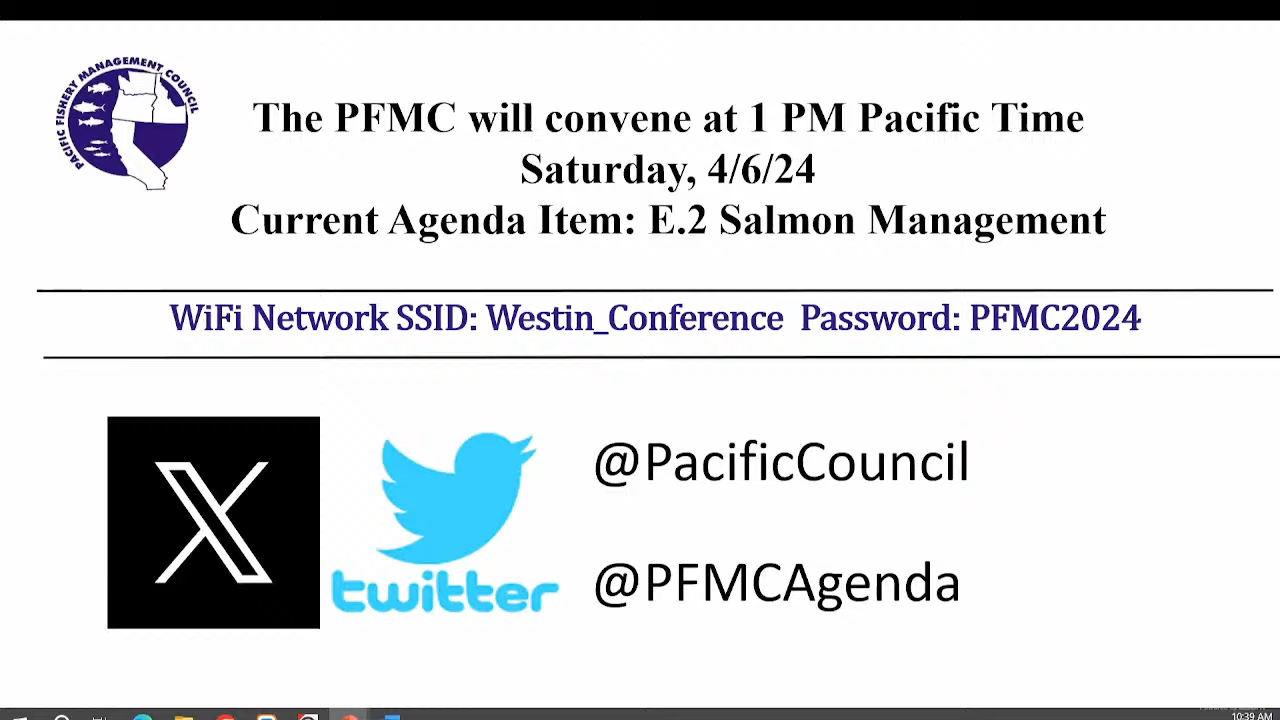 PACIFIC FISHERY MANAGEMENT COUNCIL
The PFMC will convene at 1 PM Pacific Time
Saturday, 4/6/24
Current Agenda Item: E.2 Salmon Management
WiFi Network SSID: Westin_Conference Password: PFMC2024
@PacificCouncil
twitter
@PFMCAgenda
10:39 AM